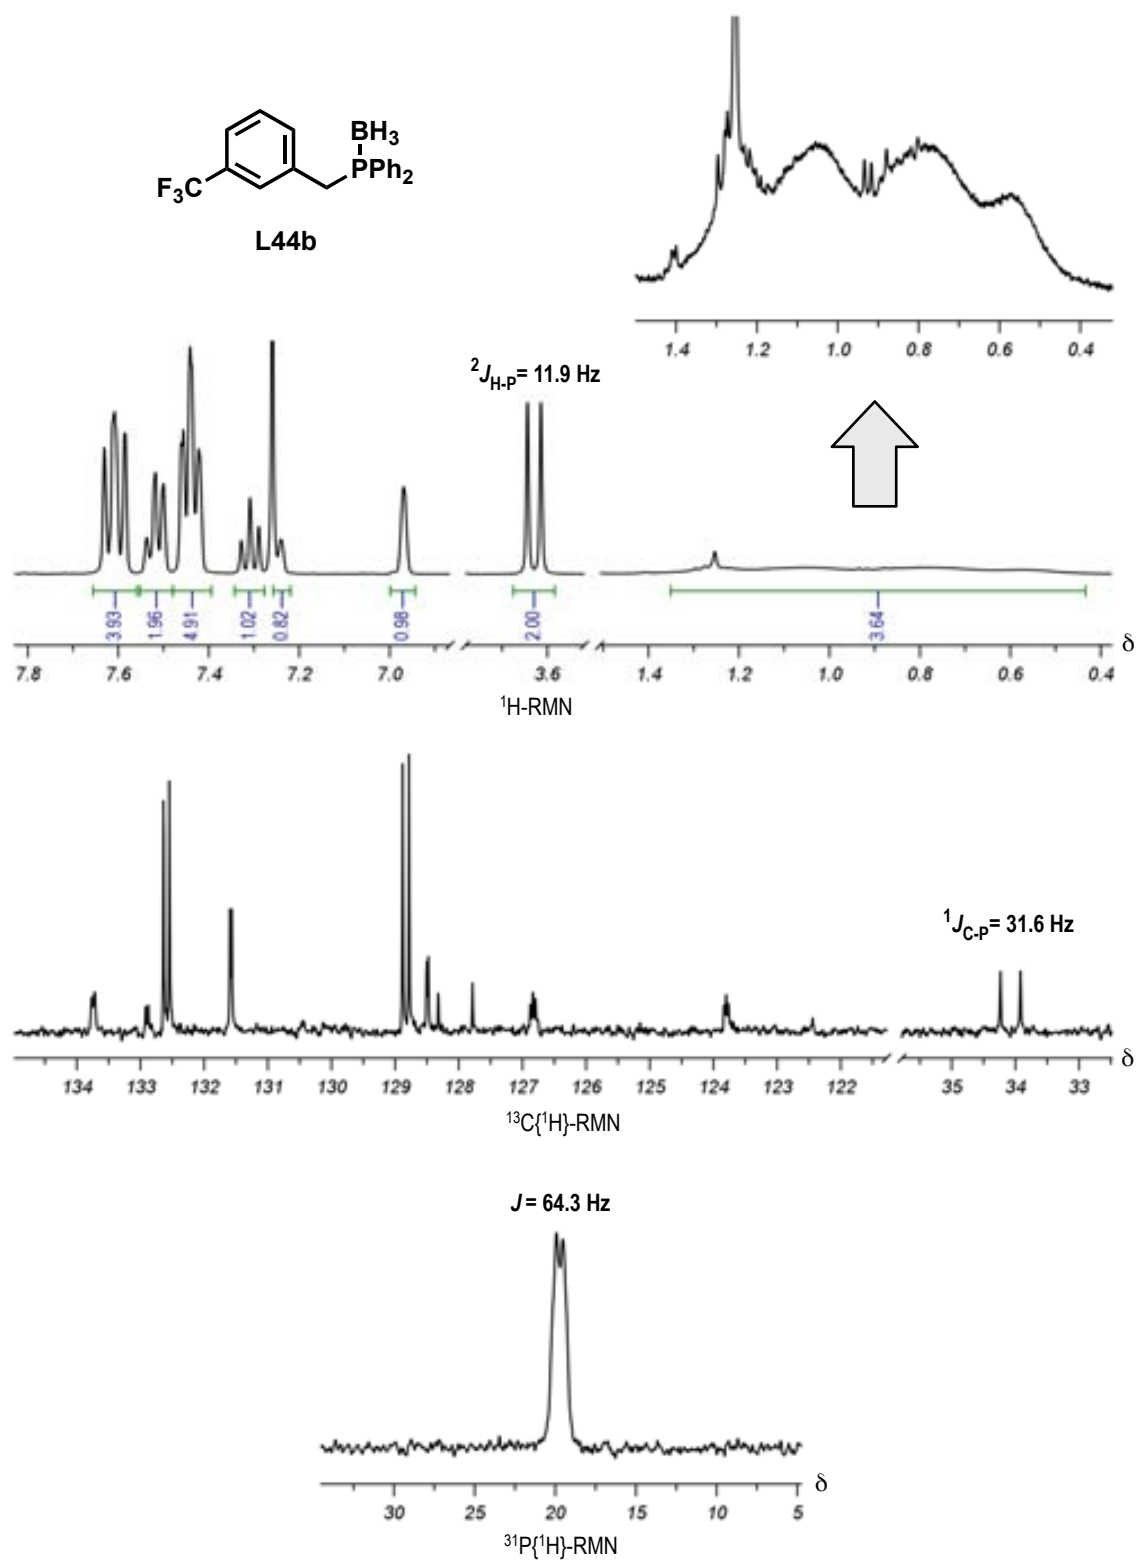 BH3
PPh2
F3C
L44b
1.4 1.2 1.0 0.8 0.6 0.4
2JH-P= 11.9 Hz
3.93 1.96 4.91 1.02 0.82 0.98 2.00 3.64
7.8 7.6 7.4 7.2 7.0 3.6 1.4 1.2 1.0 0.8 0.6 0.4 δ
1H-RMN
1JC-P= 31.6 Hz
134 133 132 131 130 129 128 127 126 125 124 123 122 35 34 33 δ
13C{1H}-RMN
J = 64.3 Hz
30 25 20 15 10 5 δ
31P{1H}-RMN